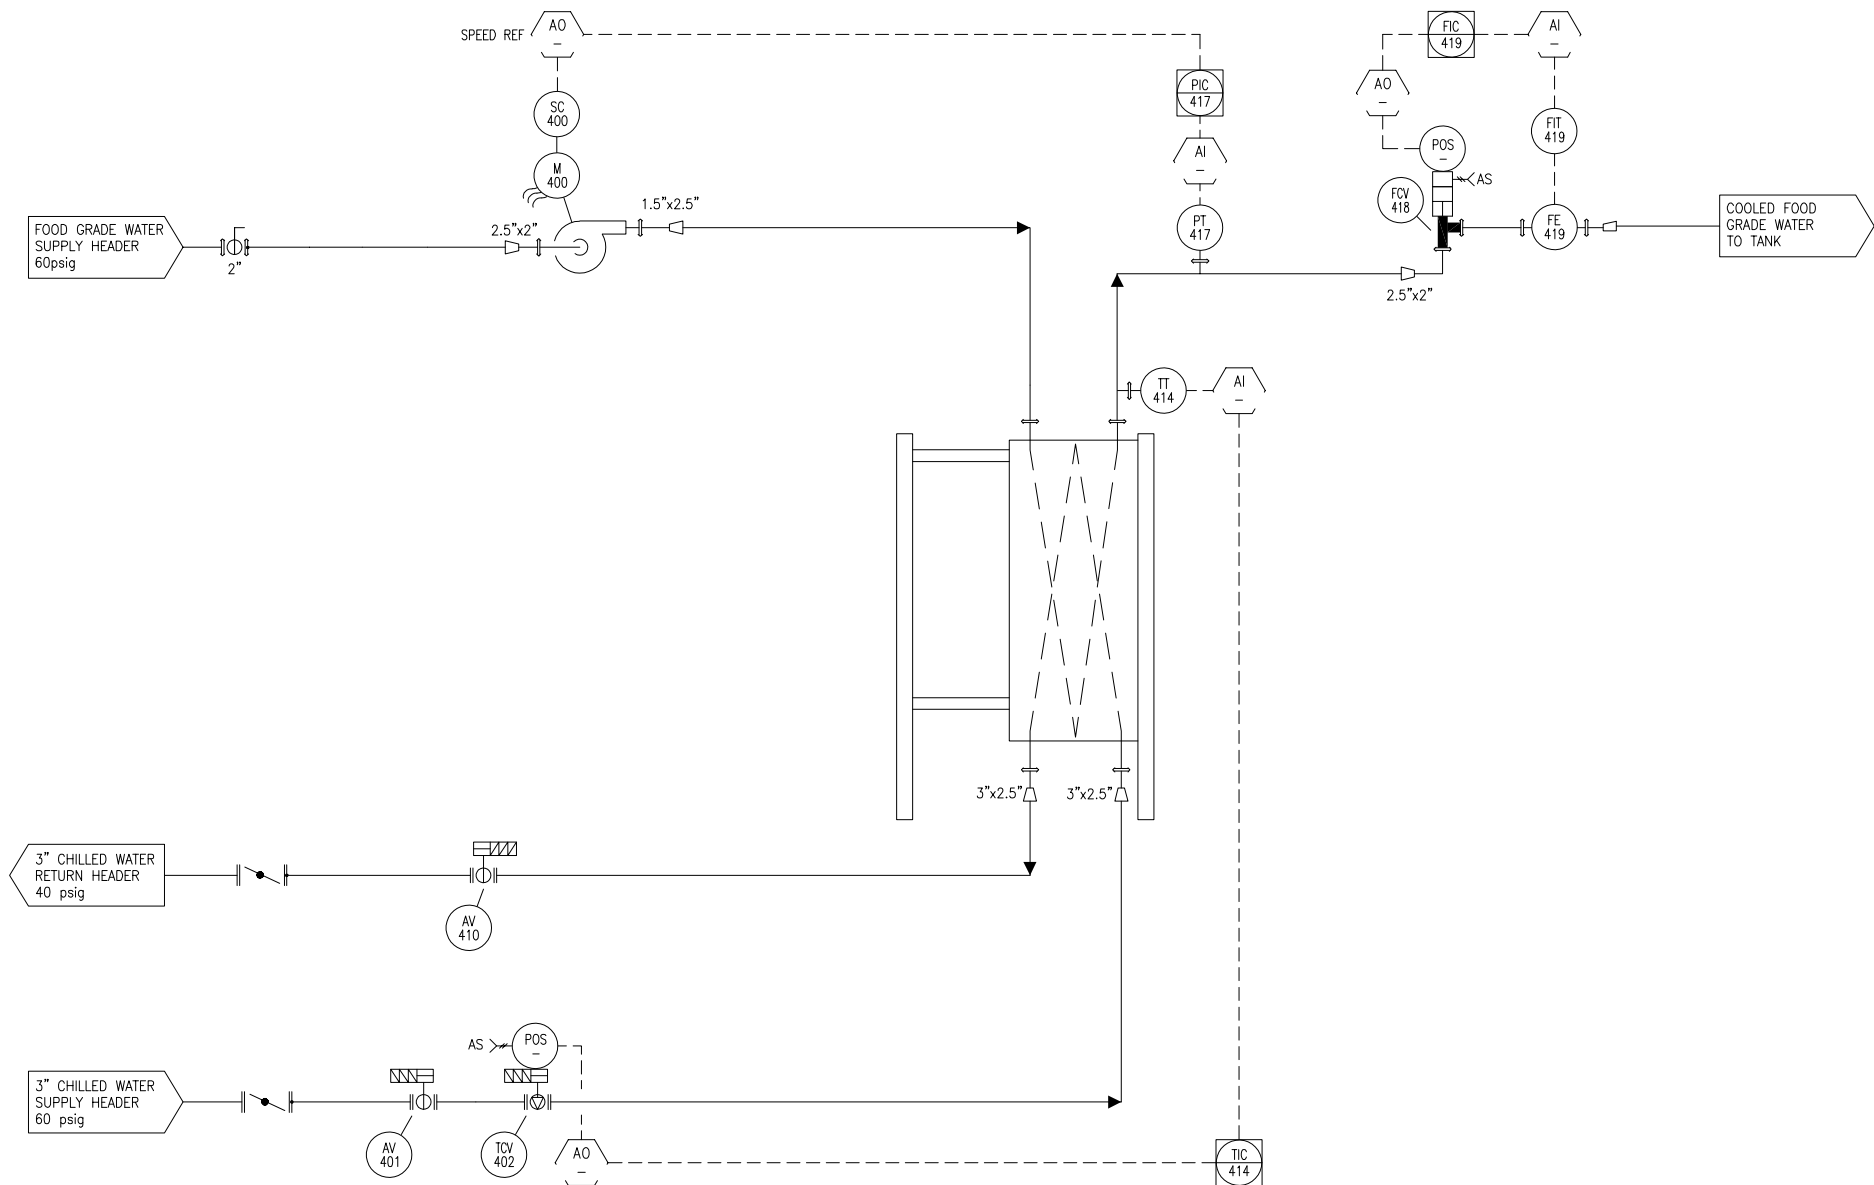 SPEED REF
AO
–
SC
400
M
400
PIC
417
AI
–
PT
417
FIC
419
AI
–
AO
–
POS
–
AS
FIT
419
FCV
418
FE
419
FOOD GRADE WATER
SUPPLY HEADER
60psig
2"
2.5"x2"
1.5"x2.5"
2.5"x2"
COOLED FOOD
GRADE WATER
TO TANK
TT
414
AI
–
3"x2.5"
3"x2.5"
3" CHILLED WATER
RETURN HEADER
40 psig
AV
410
AS
POS
–
3" CHILLED WATER
SUPPLY HEADER
60 psig
AV
401
TCV
402
AO
–
TIC
414